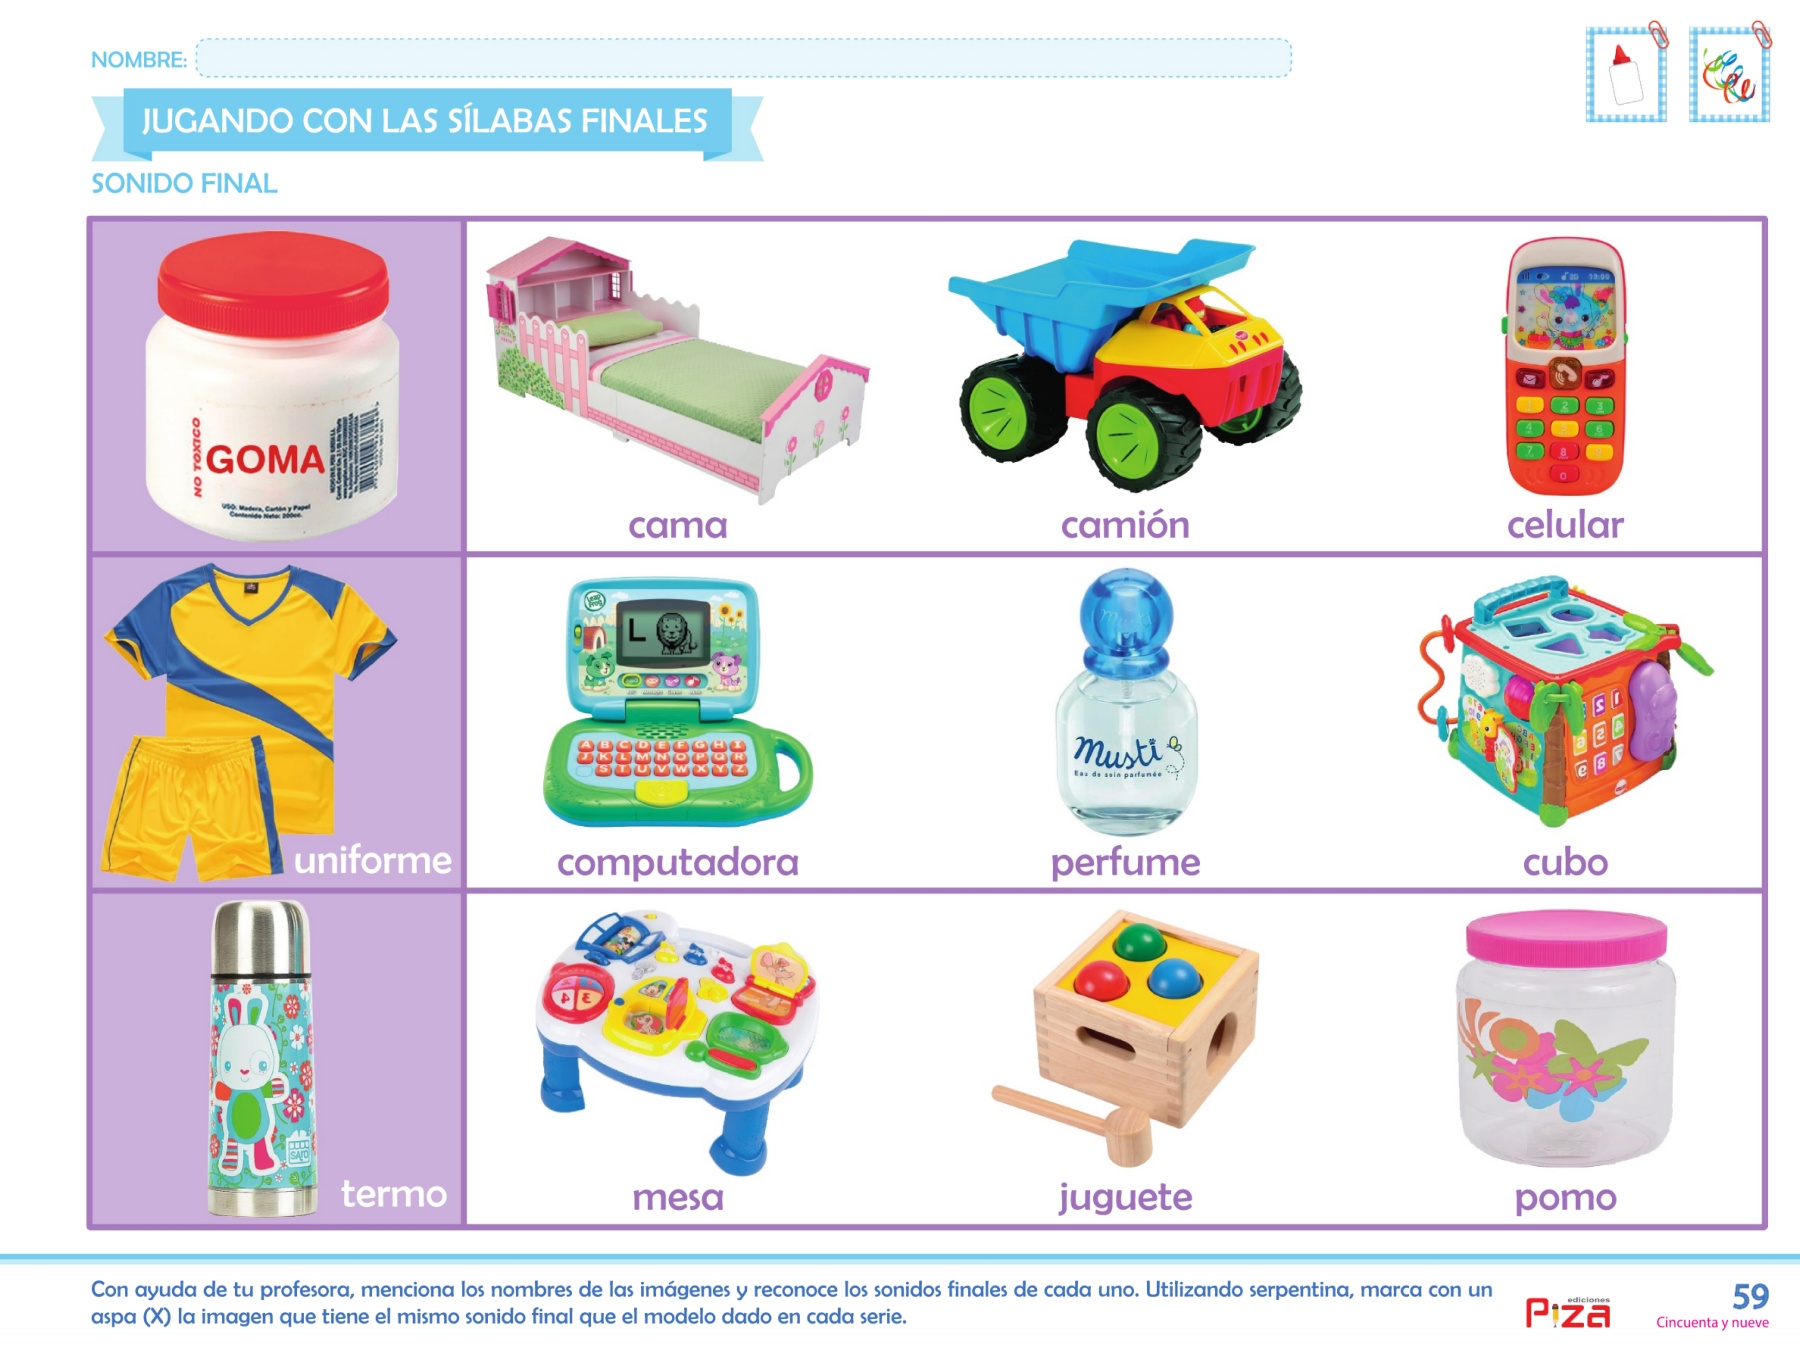 NOMBRE:
JUGANDO CON LAS SÍLABAS FINALES
SONIDO FINAL
NO TOXICO
GOMA
USO: Madera, Cartón y Papel
Contenido Neto: 200cc.
cama
camión
celular
uniforme
Leap
Frog
L
A B C D E F G H I
J K L M N O P Q R
S T U V W X Y Z
computadora
Musti
Eau de soin parfumée
perfume
cubo
SARO
termo
mesa
juguete
pomo
Con ayuda de tu profesora, menciona los nombres de las imágenes y reconoce los sonidos finales de cada uno. Utilizando serpentina, marca con un
aspa (X) la imagen que tiene el mismo sonido final que el modelo dado en cada serie.
ediciones
Piza
59
Cincuenta y nueve